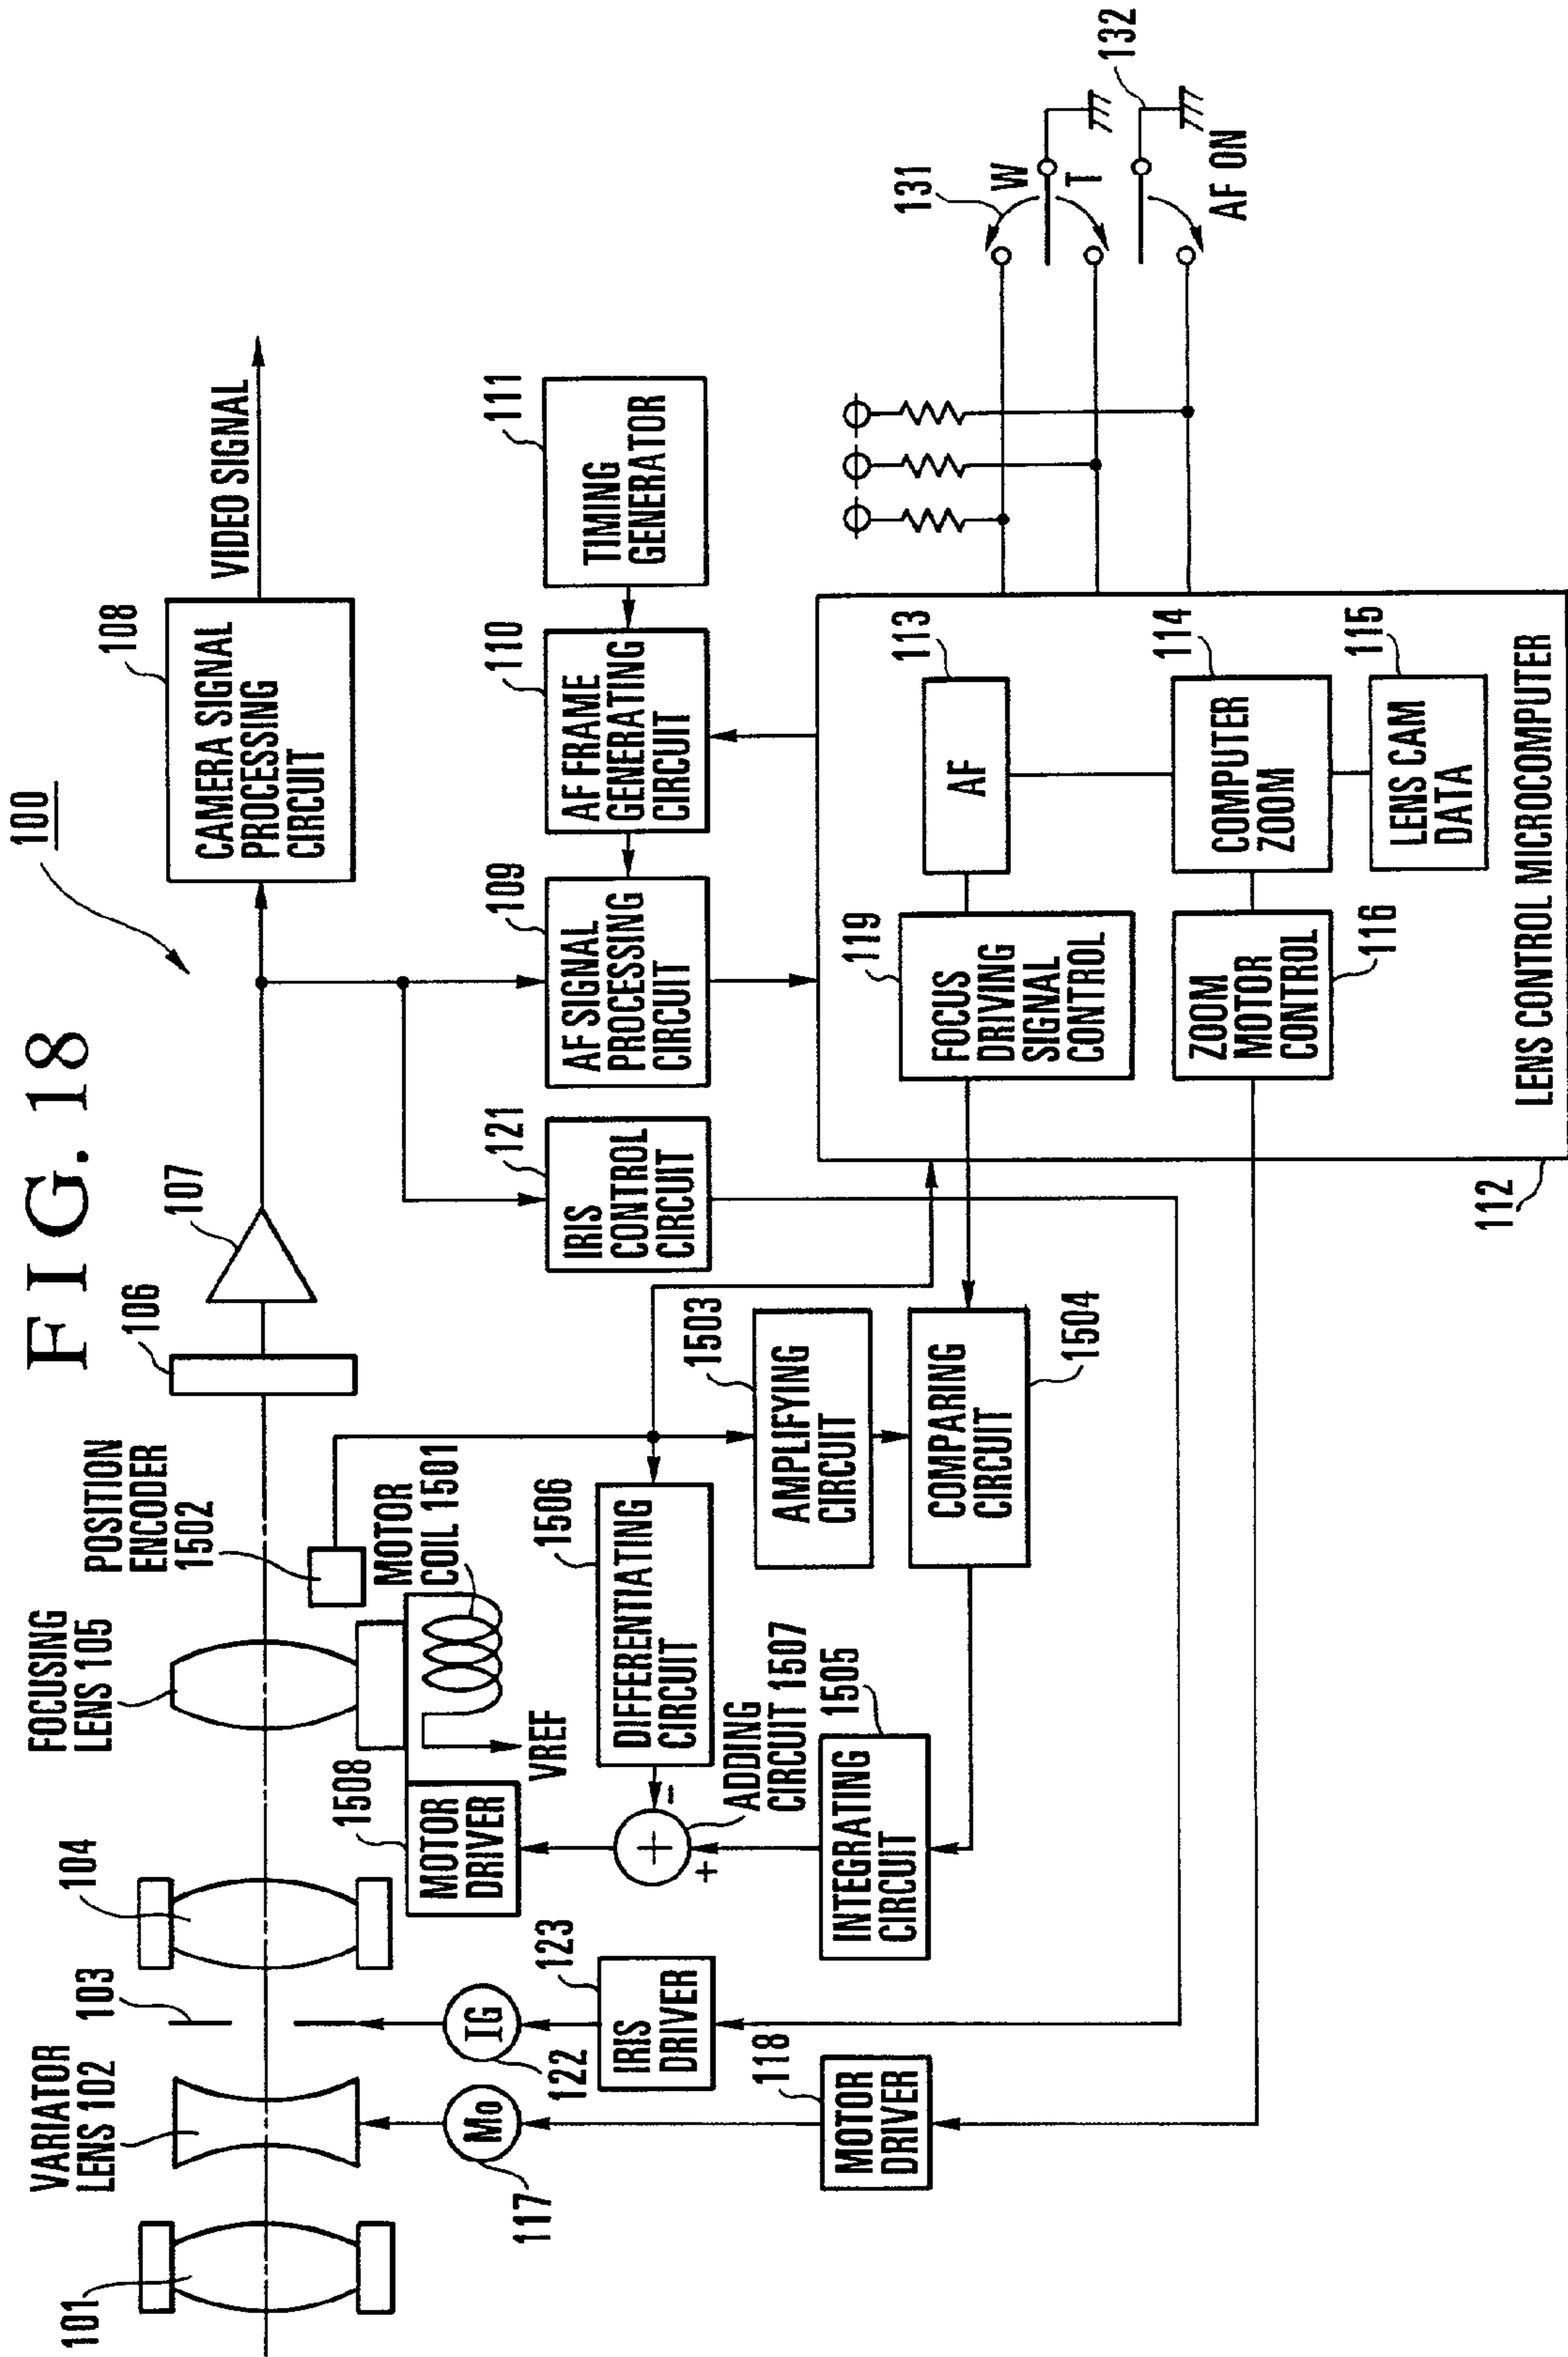 FIG. 18
100
VARIATOR
LENS 102
101
103
104
FOCUSING
LENS 105
POSITION
ENCODER
1502
106
107
108
CAMERA SIGNAL
PROCESSING
CIRCUIT
VIDEO SIGNAL
MOTOR
COIL 1501
VREF
1508
MOTOR
DRIVER
Mo
117
IG
122
123
IRIS
DRIVER
118
MOTOR
DRIVER
+
-
+
ADDING
CIRCUIT 1507
1506
DIFFERENTIATING
CIRCUIT
1505
INTEGRATING
CIRCUIT
1503
AMPLIFYING
CIRCUIT
COMPARING
CIRCUIT
1504
121
IRIS
CONTROL
CIRCUIT
109
AF SIGNAL
PROCESSING
CIRCUIT
110
AF FRAME
GENERATING
CIRCUIT
111
TIMING
GENERATOR
119
FOCUS
DRIVING
SIGNAL
CONTROL
113
AF
114
COMPUTER
ZOOM
115
LENS CAM
DATA
ZOOM
MOTOR
CONTROL
116
LENS CONTROL MICROCOMPUTER
112
131
W
T
132
AF ON